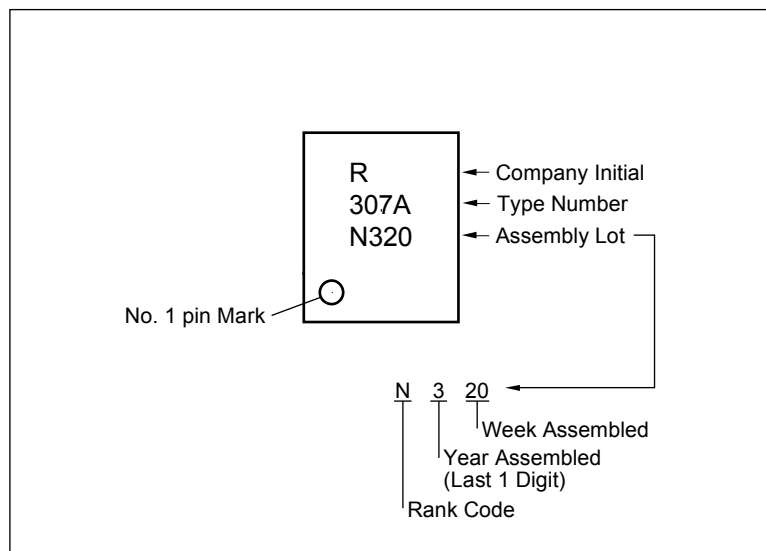 R
307A
N320
Company Initial
Type Number
Assembly Lot
No. 1 pin Mark
N 3 20
Week Assembled
Year Assembled
(Last 1 Digit)
Rank Code